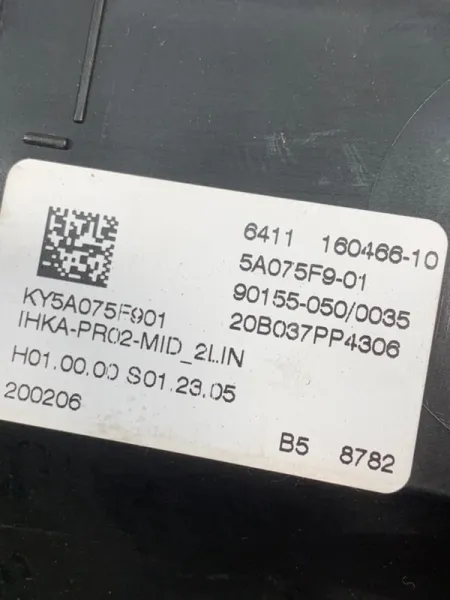 6411 160466-10
5A075F9-01
90155-050/0035
20B037PP4306
KY5A075F901
IHKA-PR02-MID_2LIN
H01.00.00 S01.23.05
200206
B5 8782